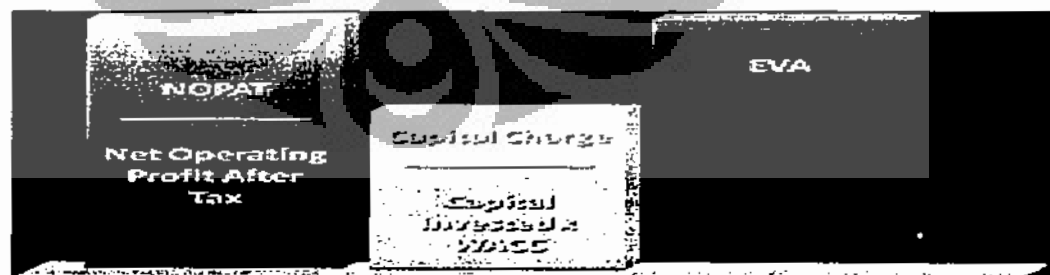 NOPAT
Net Operating
Profit After
Tax
Capital Charge
Capital
Invested x
WACC
EVA